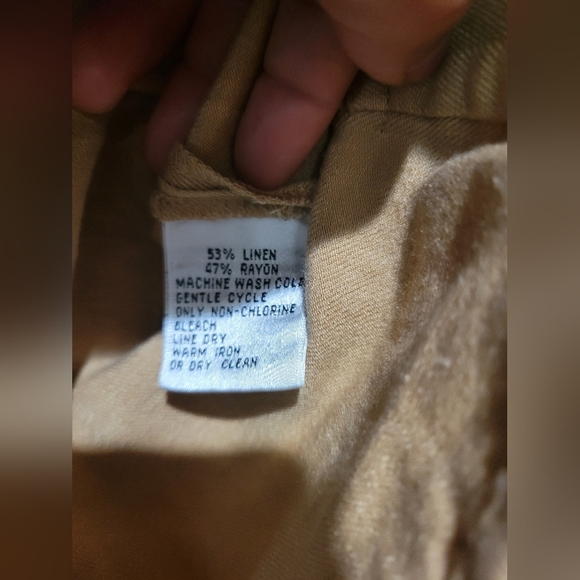 53% LINEN
47% RAYON
MACHINE WASH COLD
GENTLE CYCLE
ONLY NON-CHLORINE
BLEACH
LINE DRY
WARM IRON
OR DRY CLEAN